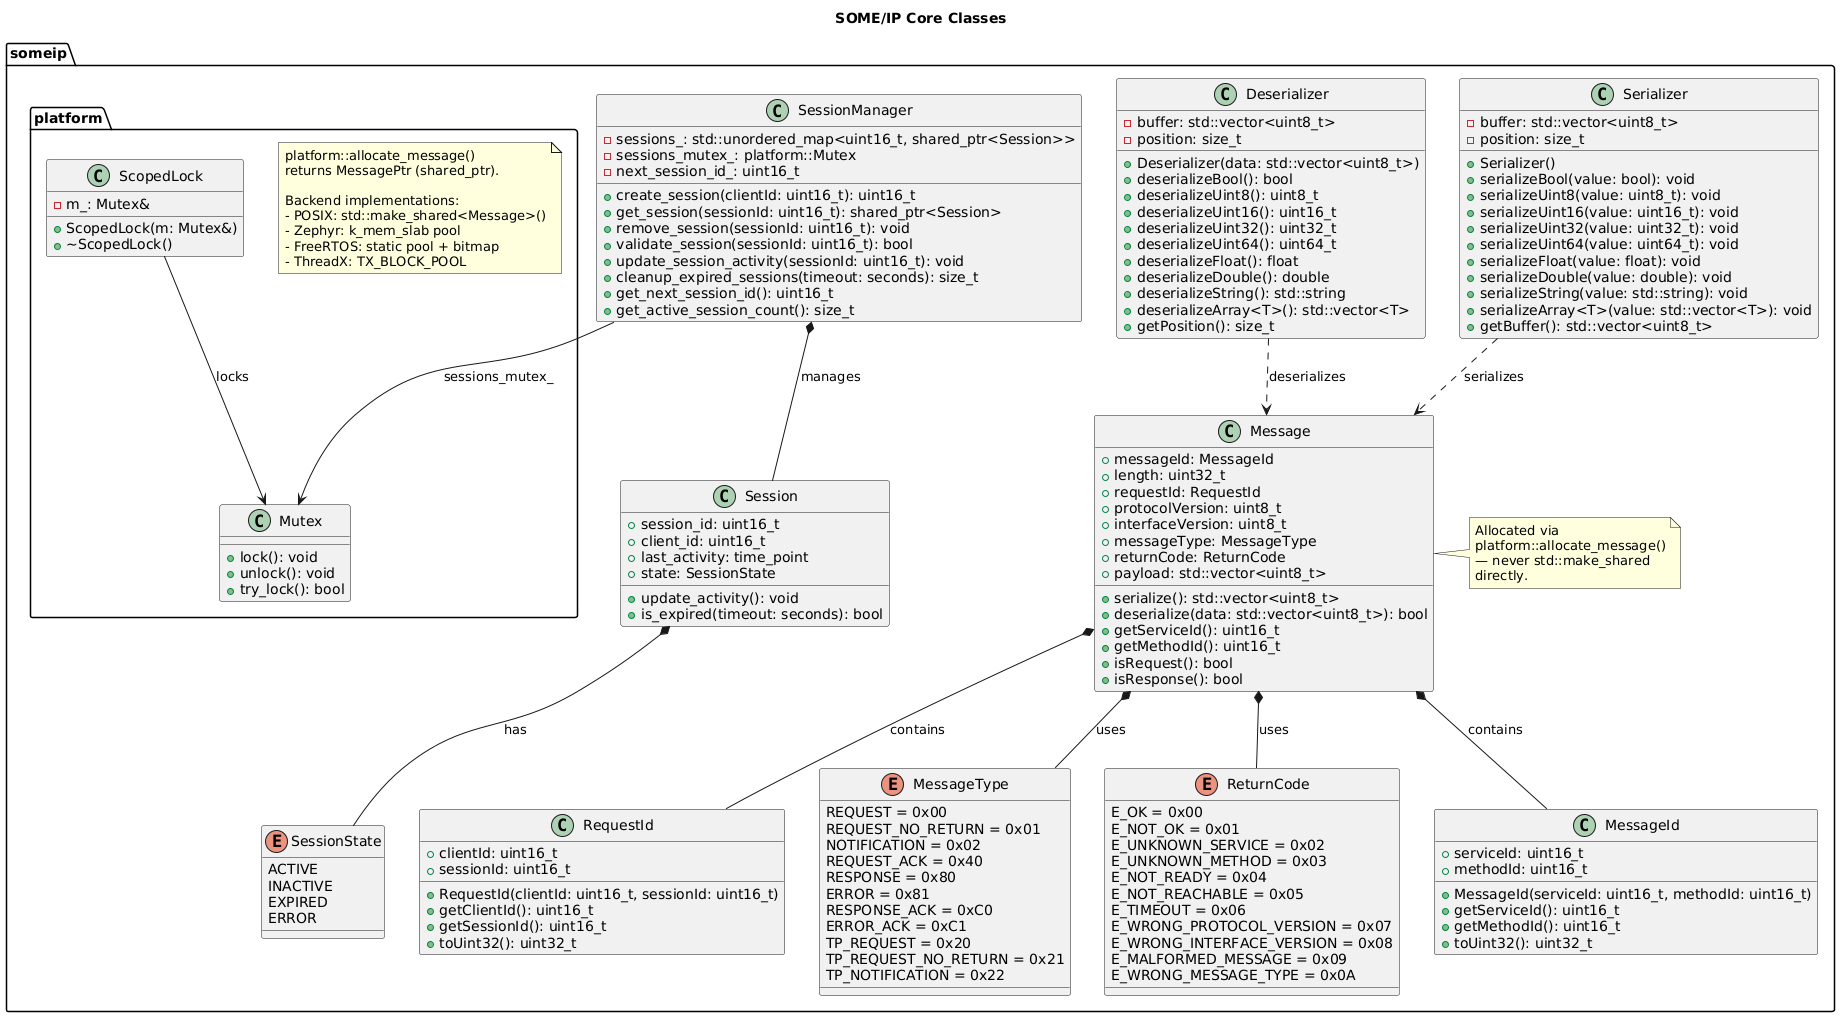 SOME/IP Core Classes
someip
platform
C ScopedLock
m_: Mutex&
ScopedLock(m: Mutex&)
~ScopedLock()
platform::allocate_message()
returns MessagePtr (shared_ptr).
Backend implementations:
- POSIX: std::make_shared<Message>()
- Zephyr: k_mem_slab pool
- FreeRTOS: static pool + bitmap
- ThreadX: TX_BLOCK_POOL
C SessionManager
sessions_: std::unordered_map<uint16_t, shared_ptr<Session>>
sessions_mutex_: platform::Mutex
next_session_id_: uint16_t
create_session(clientId: uint16_t): uint16_t
get_session(sessionId: uint16_t): shared_ptr<Session>
remove_session(sessionId: uint16_t): void
validate_session(sessionId: uint16_t): bool
update_session_activity(sessionId: uint16_t): void
cleanup_expired_sessions(timeout: seconds): size_t
get_next_session_id(): uint16_t
get_active_session_count(): size_t
C Deserializer
buffer: std::vector<uint8_t>
position: size_t
Deserializer(data: std::vector<uint8_t>)
deserializeBool(): bool
deserializeUint8(): uint8_t
deserializeUint16(): uint16_t
deserializeUint32(): uint32_t
deserializeUint64(): uint64_t
deserializeFloat(): float
deserializeDouble(): double
deserializeString(): std::string
deserializeArray<T>(): std::vector<T>
getPosition(): size_t
C Serializer
buffer: std::vector<uint8_t>
position: size_t
Serializer()
serializeBool(value: bool): void
serializeUint8(value: uint8_t): void
serializeUint16(value: uint16_t): void
serializeUint32(value: uint32_t): void
serializeUint64(value: uint64_t): void
serializeFloat(value: float): void
serializeDouble(value: double): void
serializeString(value: std::string): void
serializeArray<T>(value: std::vector<T>): void
getBuffer(): std::vector<uint8_t>
locks
sessions_mutex_
manages
deserializes
serializes
C Mutex
lock(): void
unlock(): void
try_lock(): bool
C Session
session_id: uint16_t
client_id: uint16_t
last_activity: time_point
state: SessionState
update_activity(): void
is_expired(timeout: seconds): bool
C Message
messageId: MessageId
length: uint32_t
requestId: RequestId
protocolVersion: uint8_t
interfaceVersion: uint8_t
messageType: MessageType
returnCode: ReturnCode
payload: std::vector<uint8_t>
serialize(): std::vector<uint8_t>
deserialize(data: std::vector<uint8_t>): bool
getServiceId(): uint16_t
getMethodId(): uint16_t
isRequest(): bool
isResponse(): bool
Allocated via
platform::allocate_message()
— never std::make_shared
directly.
has
contains
uses
uses
contains
E SessionState
ACTIVE
INACTIVE
EXPIRED
ERROR
C RequestId
clientId: uint16_t
sessionId: uint16_t
RequestId(clientId: uint16_t, sessionId: uint16_t)
getClientId(): uint16_t
getSessionId(): uint16_t
toUint32(): uint32_t
E MessageType
REQUEST = 0x00
REQUEST_NO_RETURN = 0x01
NOTIFICATION = 0x02
REQUEST_ACK = 0x40
RESPONSE = 0x80
ERROR = 0x81
RESPONSE_ACK = 0xC0
ERROR_ACK = 0xC1
TP_REQUEST = 0x20
TP_REQUEST_NO_RETURN = 0x21
TP_NOTIFICATION = 0x22
E ReturnCode
E_OK = 0x00
E_NOT_OK = 0x01
E_UNKNOWN_SERVICE = 0x02
E_UNKNOWN_METHOD = 0x03
E_NOT_READY = 0x04
E_NOT_REACHABLE = 0x05
E_TIMEOUT = 0x06
E_WRONG_PROTOCOL_VERSION = 0x07
E_WRONG_INTERFACE_VERSION = 0x08
E_MALFORMED_MESSAGE = 0x09
E_WRONG_MESSAGE_TYPE = 0x0A
C MessageId
serviceId: uint16_t
methodId: uint16_t
MessageId(serviceId: uint16_t, methodId: uint16_t)
getServiceId(): uint16_t
getMethodId(): uint16_t
toUint32(): uint32_t